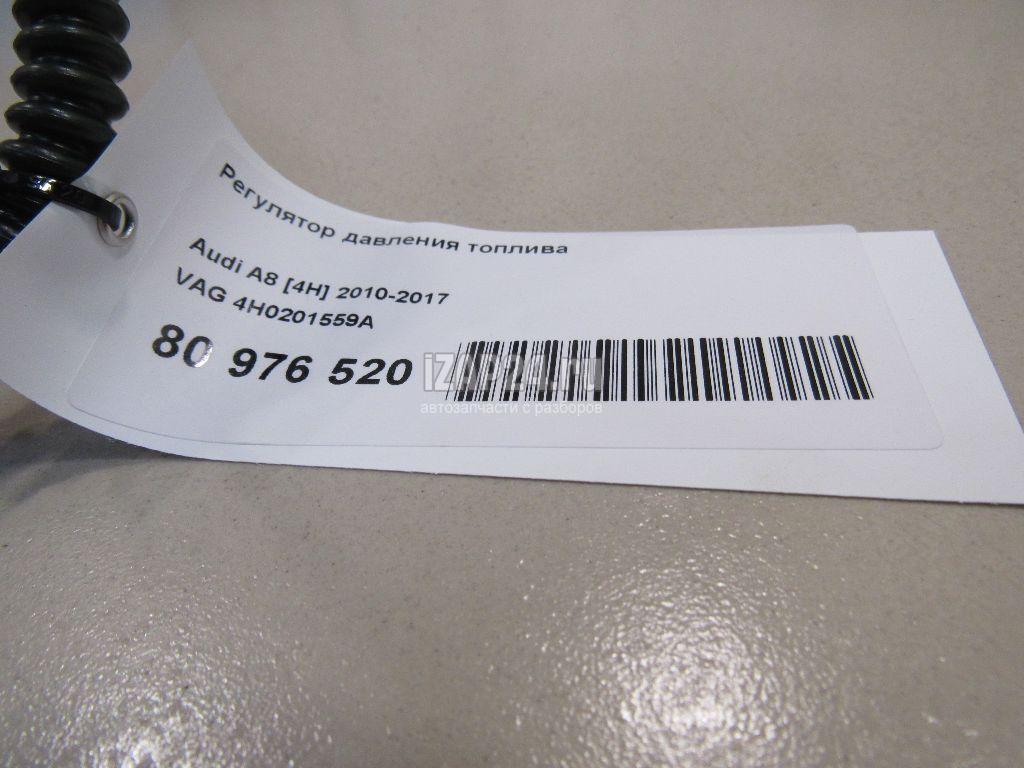 Регулятор давления топлива
Audi A8 [4H] 2010-2017
VAG 4H0201559A
80 976 520
iZAP24.ru
автозапчасти с разборов